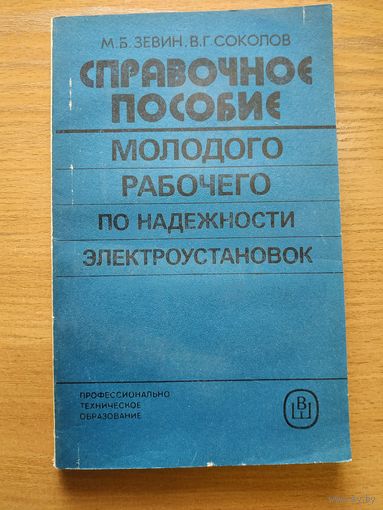 М.Б. ЗЕВИН, В.Г. СОКОЛОВ
СПРАВОЧНОЕ
ПОСОБИЕ
МОЛОДОГО
РАБОЧЕГО
ПО НАДЕЖНОСТИ
ЭЛЕКТРОУСТАНОВОК
ПРОФЕССИОНАЛЬНО
ТЕХНИЧЕСКОЕ
ОБРАЗОВАНИЕ